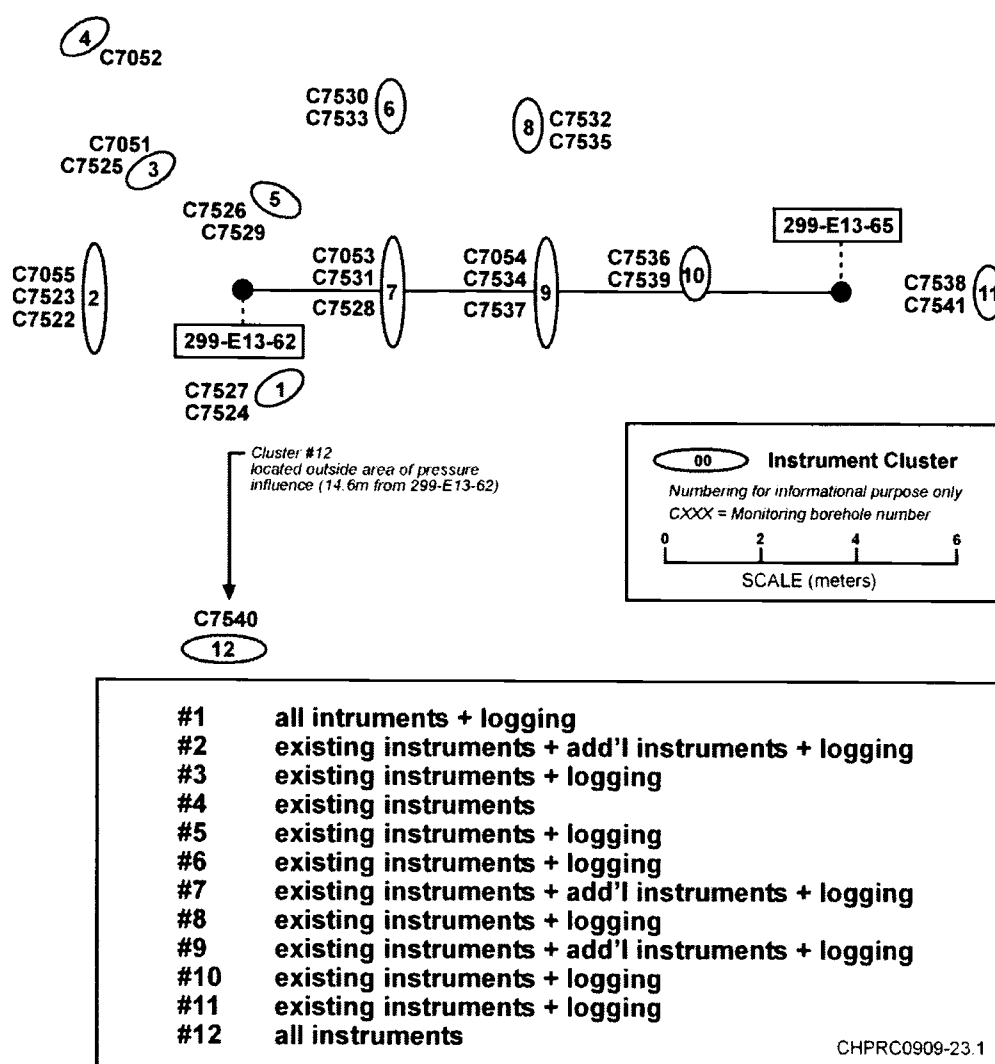 4
C7052
C7530
C7533
6
8
C7532
C7535
C7051
C7525
3
5
C7526
C7529
299-E13-65
C7055
C7523
C7522
2
C7053
C7531
C7528
7
C7054
C7534
C7537
9
C7536
C7539
10
C7538
C7541
11
299-E13-62
C7527
C7524
1
Cluster #12
located outside area of pressure
influence (14.6m from 299-E13-62)
00 Instrument Cluster
Numbering for informational purpose only
CXXX = Monitoring borehole number
0 2 4 6
SCALE (meters)
C7540
12
#1 all intruments + logging
#2 existing instruments + add'l instruments + logging
#3 existing instruments + logging
#4 existing instruments
#5 existing instruments + logging
#6 existing instruments + logging
#7 existing instruments + add'l instruments + logging
#8 existing instruments + logging
#9 existing instruments + add'l instruments + logging
#10 existing instruments + logging
#11 existing instruments + logging
#12 all instruments
CHPRC0909-23.1